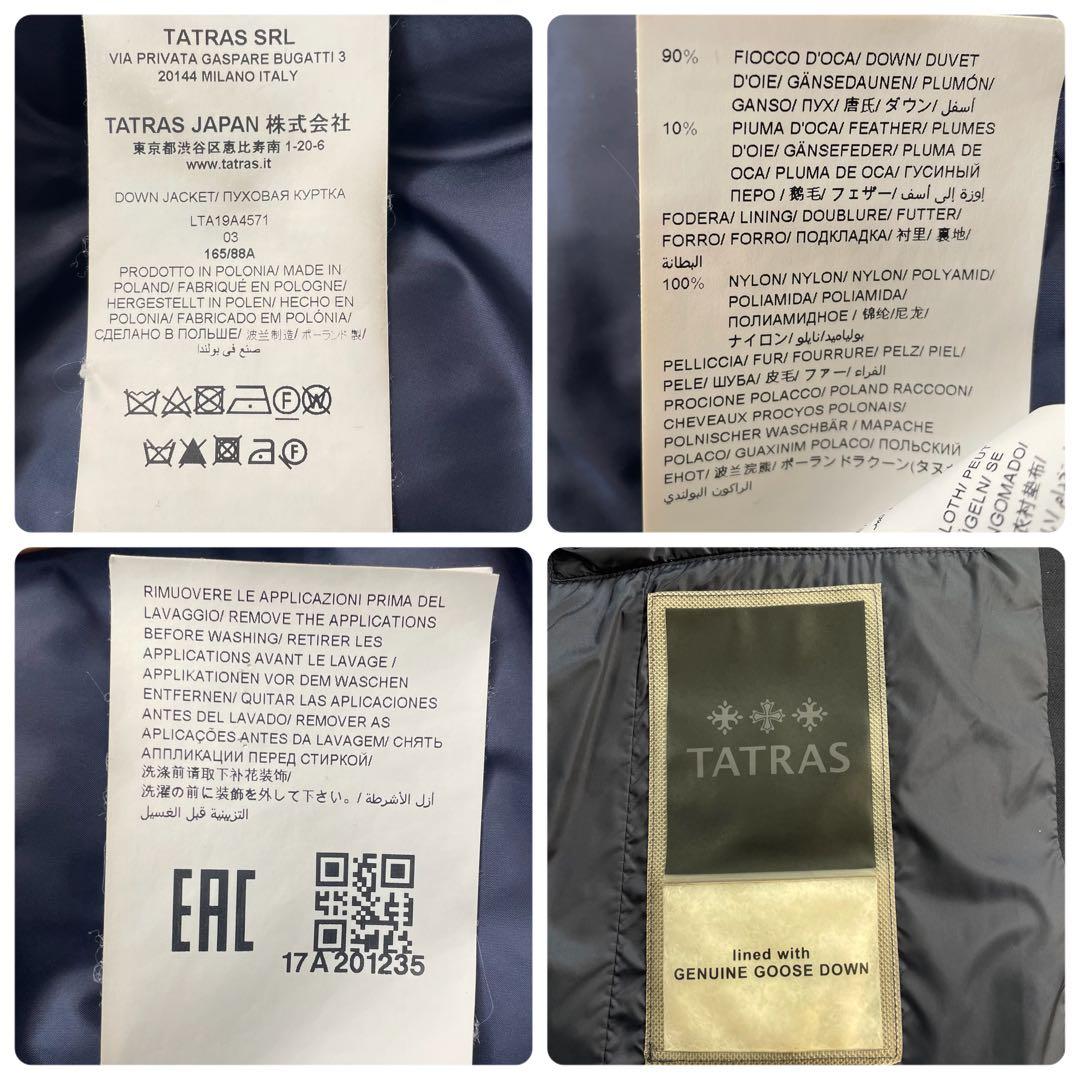 TATRAS SRL
VIA PRIVATA GASPARE BUGATTI 3
20144 MILANO ITALY
TATRAS JAPAN 株式会社
東京都渋谷区恵比寿南 1-20-6
www.tatras.it
DOWN JACKET/ ПУХОВАЯ КУРТКА
LTA19A4571
03
165/88A
PRODOTTO IN POLONIA/ MADE IN
POLAND/ FABRIQUÉ EN POLOGNE/
HERGESTELLT IN POLEN/ HECHO EN
POLONIA/ FABRICADO EM POLÓNIA/
СДЕЛАНО В ПОЛЬШЕ/ 波兰制造/ ポーランド 製/
صنع في بولندا
F W
F
90% FIOCCO D'OCA/ DOWN/ DUVET
D'OIE/ GÄNSEDAUNEN/ PLUMÓN/
GANSO/ ПУХ/ 唐氏/ ダウン/ أسفل
10% PIUMA D'OCA/ FEATHER/ PLUMES
D'OIE/ GÄNSEFEDER/ PLUMA DE
OCA/ PLUMA DE OCA/ ГУСИНЫЙ
ПЕРО / 鹅毛/ フェザー/ إوزة إلى أسف
FODERA/ LINING/ DOUBLURE/ FUTTER/
FORRO/ FORRO/ ПОДКЛАДКА/ 衬里/ 裏地/
البطانة
100% NYLON/ NYLON/ NYLON/ POLYAMID/
POLIAMIDA/ POLIAMIDA/
ПОЛИАМИДНОЕ / 锦纶/尼龙/
ナイロン/ بولياميد/نايلو
PELLICCIA/ FUR/ FOURRURE/ PELZ/ PIEL/
PELE/ ШУБА/ 皮毛/ ファー/ الفراء
PROCIONE POLACCO/ POLAND RACCOON/
CHEVEAUX PROCYOS POLONAIS/
POLNISCHER WASCHBÄR / MAPACHE
POLACO/ GUAXINIM POLACO/ ПОЛЬСКИЙ
ЕНОТ/ 波兰浣熊/ ポーランドラクーン(タヌ
الراكون البولندي
LOTH/ PEU
ÜGELN/ SE
NGOMADO/
衣衬垫布/
RIMUOVERE LE APPLICAZIONI PRIMA DEL
LAVAGGIO/ REMOVE THE APPLICATIONS
BEFORE WASHING/ RETIRER LES
APPLICATIONS AVANT LE LAVAGE /
APPLIKATIONEN VOR DEM WASCHEN
ENTFERNEN/ QUITAR LAS APLICACIONES
ANTES DEL LAVADO/ REMOVER AS
APLICAÇÕES ANTES DA LAVAGEM/ СНЯТЬ
АППЛИКАЦИИ ПЕРЕД СТИРКОЙ/
洗涤前请取下补花装饰/
洗濯の前に装飾を外して下さい。/ أزل الأشرطة /
التزيينية قبل الغسيل
EAC
17A201235
TATRAS
lined with
GENUINE GOOSE DOWN